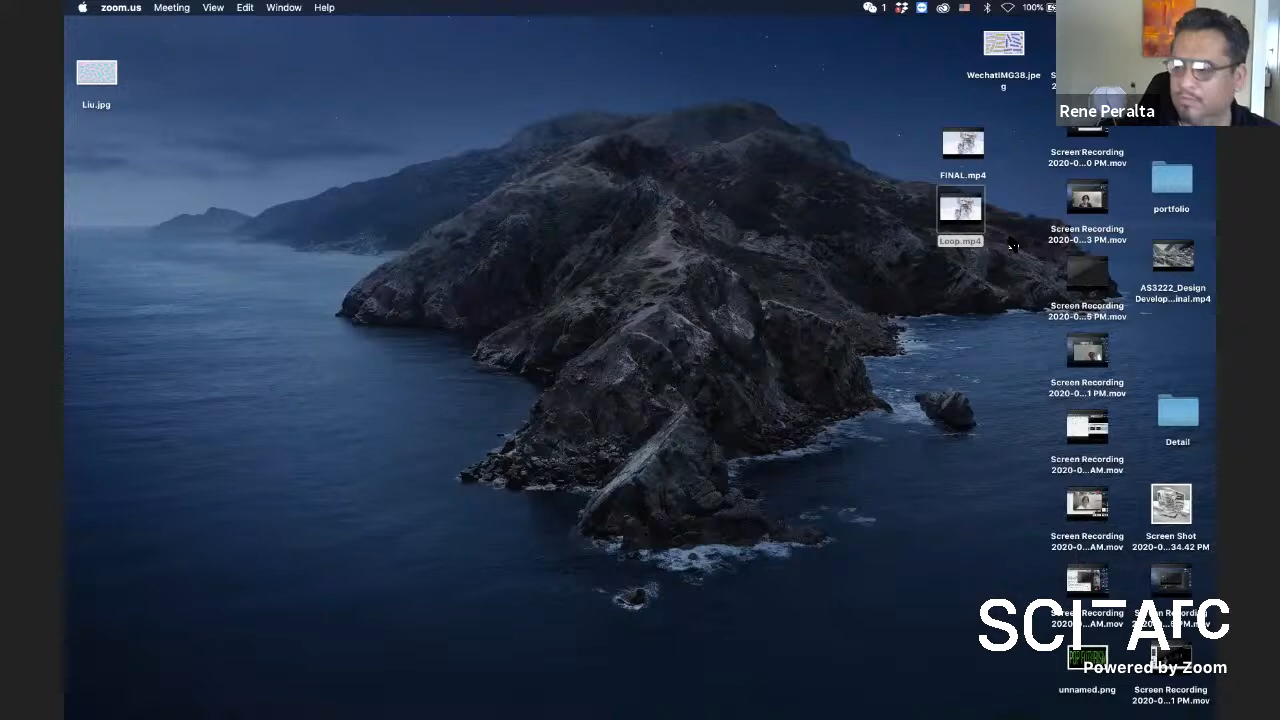 zoom.us Meeting View Edit Window Help
1
100%
Liu.jpg
WechatIMG38.jpe
g
Rene Peralta
FINAL.mp4
Loop.mp4
Screen Recording
2020-0...0 PM.mov
portfolio
Screen Recording
2020-0...3 PM.mov
AS3222_Design
Develop...inal.mp4
Screen Recording
2020-0...5 PM.mov
Screen Recording
2020-0...1 PM.mov
Detail
Screen Recording
2020-0...AM.mov
Screen Recording
2020-0...AM.mov
Screen Shot
2020-0...34.42 PM
Screen Recording
SCI-Arc
Powered by Zoom
unnamed.png
Screen Recording
2020-0...1 PM.mov